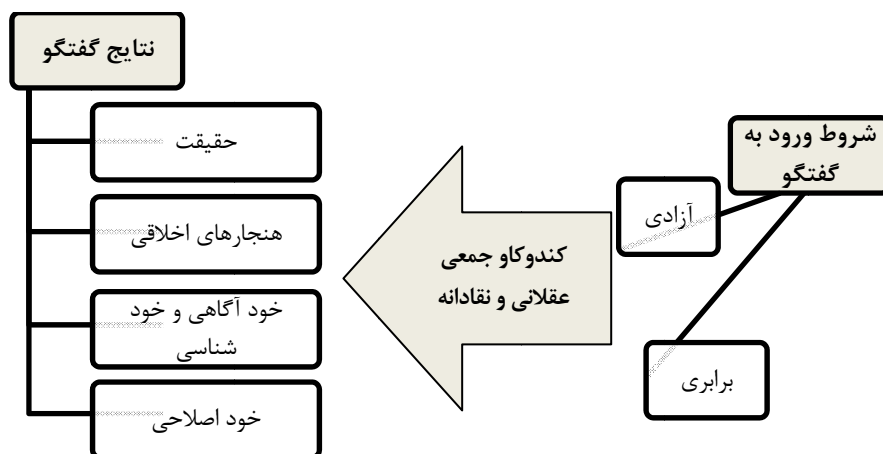 شروط ورود به
گفتگو
آزادی
برابری
کندوکاو جمعی
عقلانی و نقادانه
نتایج گفتگو
حقیقت
هنجارهای اخلاقی
خود آگاهی و خود
شناسی
خود اصلاحی